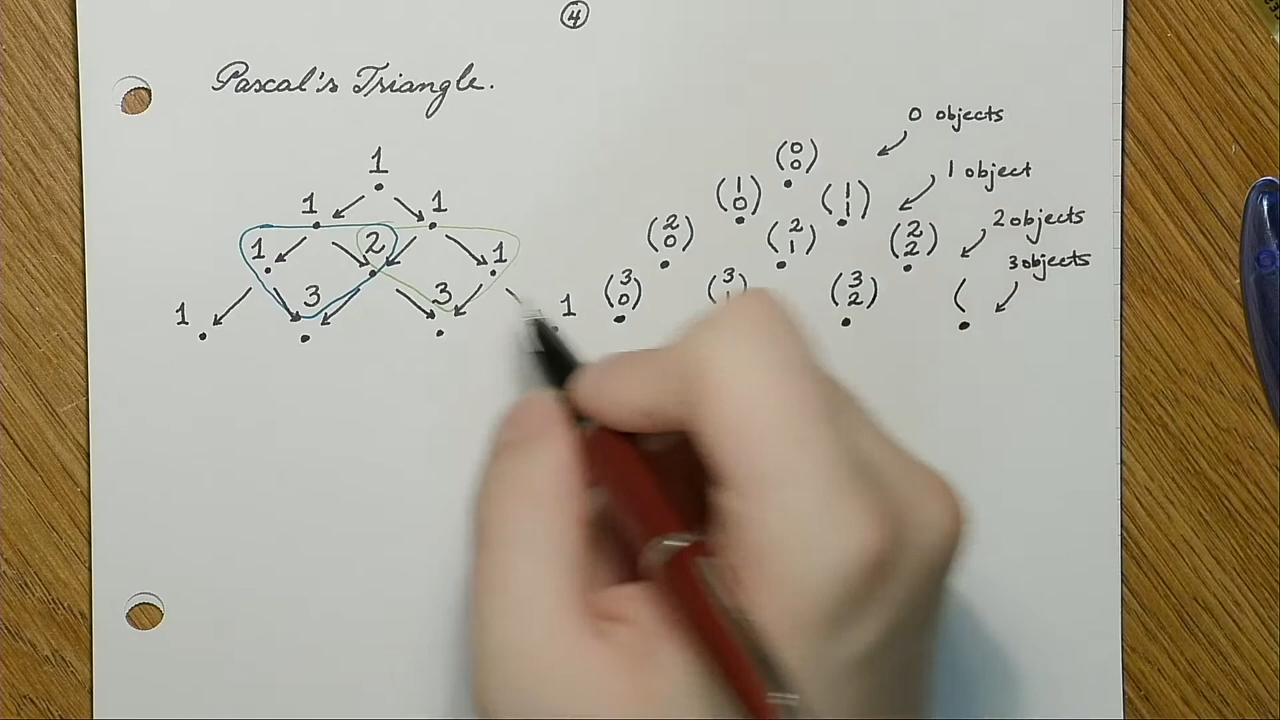 ④
Pascal's Triangle.
1
1 1
1 2 1
1 3 3 1
(0 0) 0 objects
(1 0) (1 1) 1 object
(2 0) (2 1) (2 2) 2 objects
(3 0) (3 (3 2) ( 3 objects